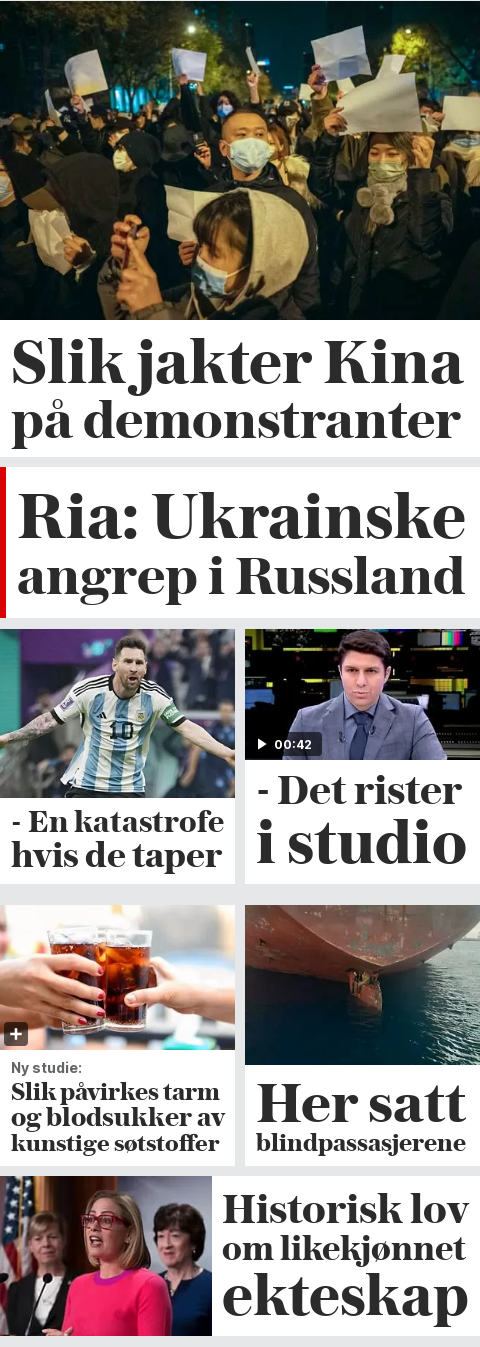 Slik jakter Kina
på demonstranter
Ria: Ukrainske
angrep i Russland
10
- En katastrofe
hvis de taper
00:42
- Det rister
i studio
Ny studie:
Slik påvirkes tarm
og blodsukker av
kunstige søtstoffer
Her satt
blindpassasjerene
Historisk lov
om likekjønnet
ekteskap